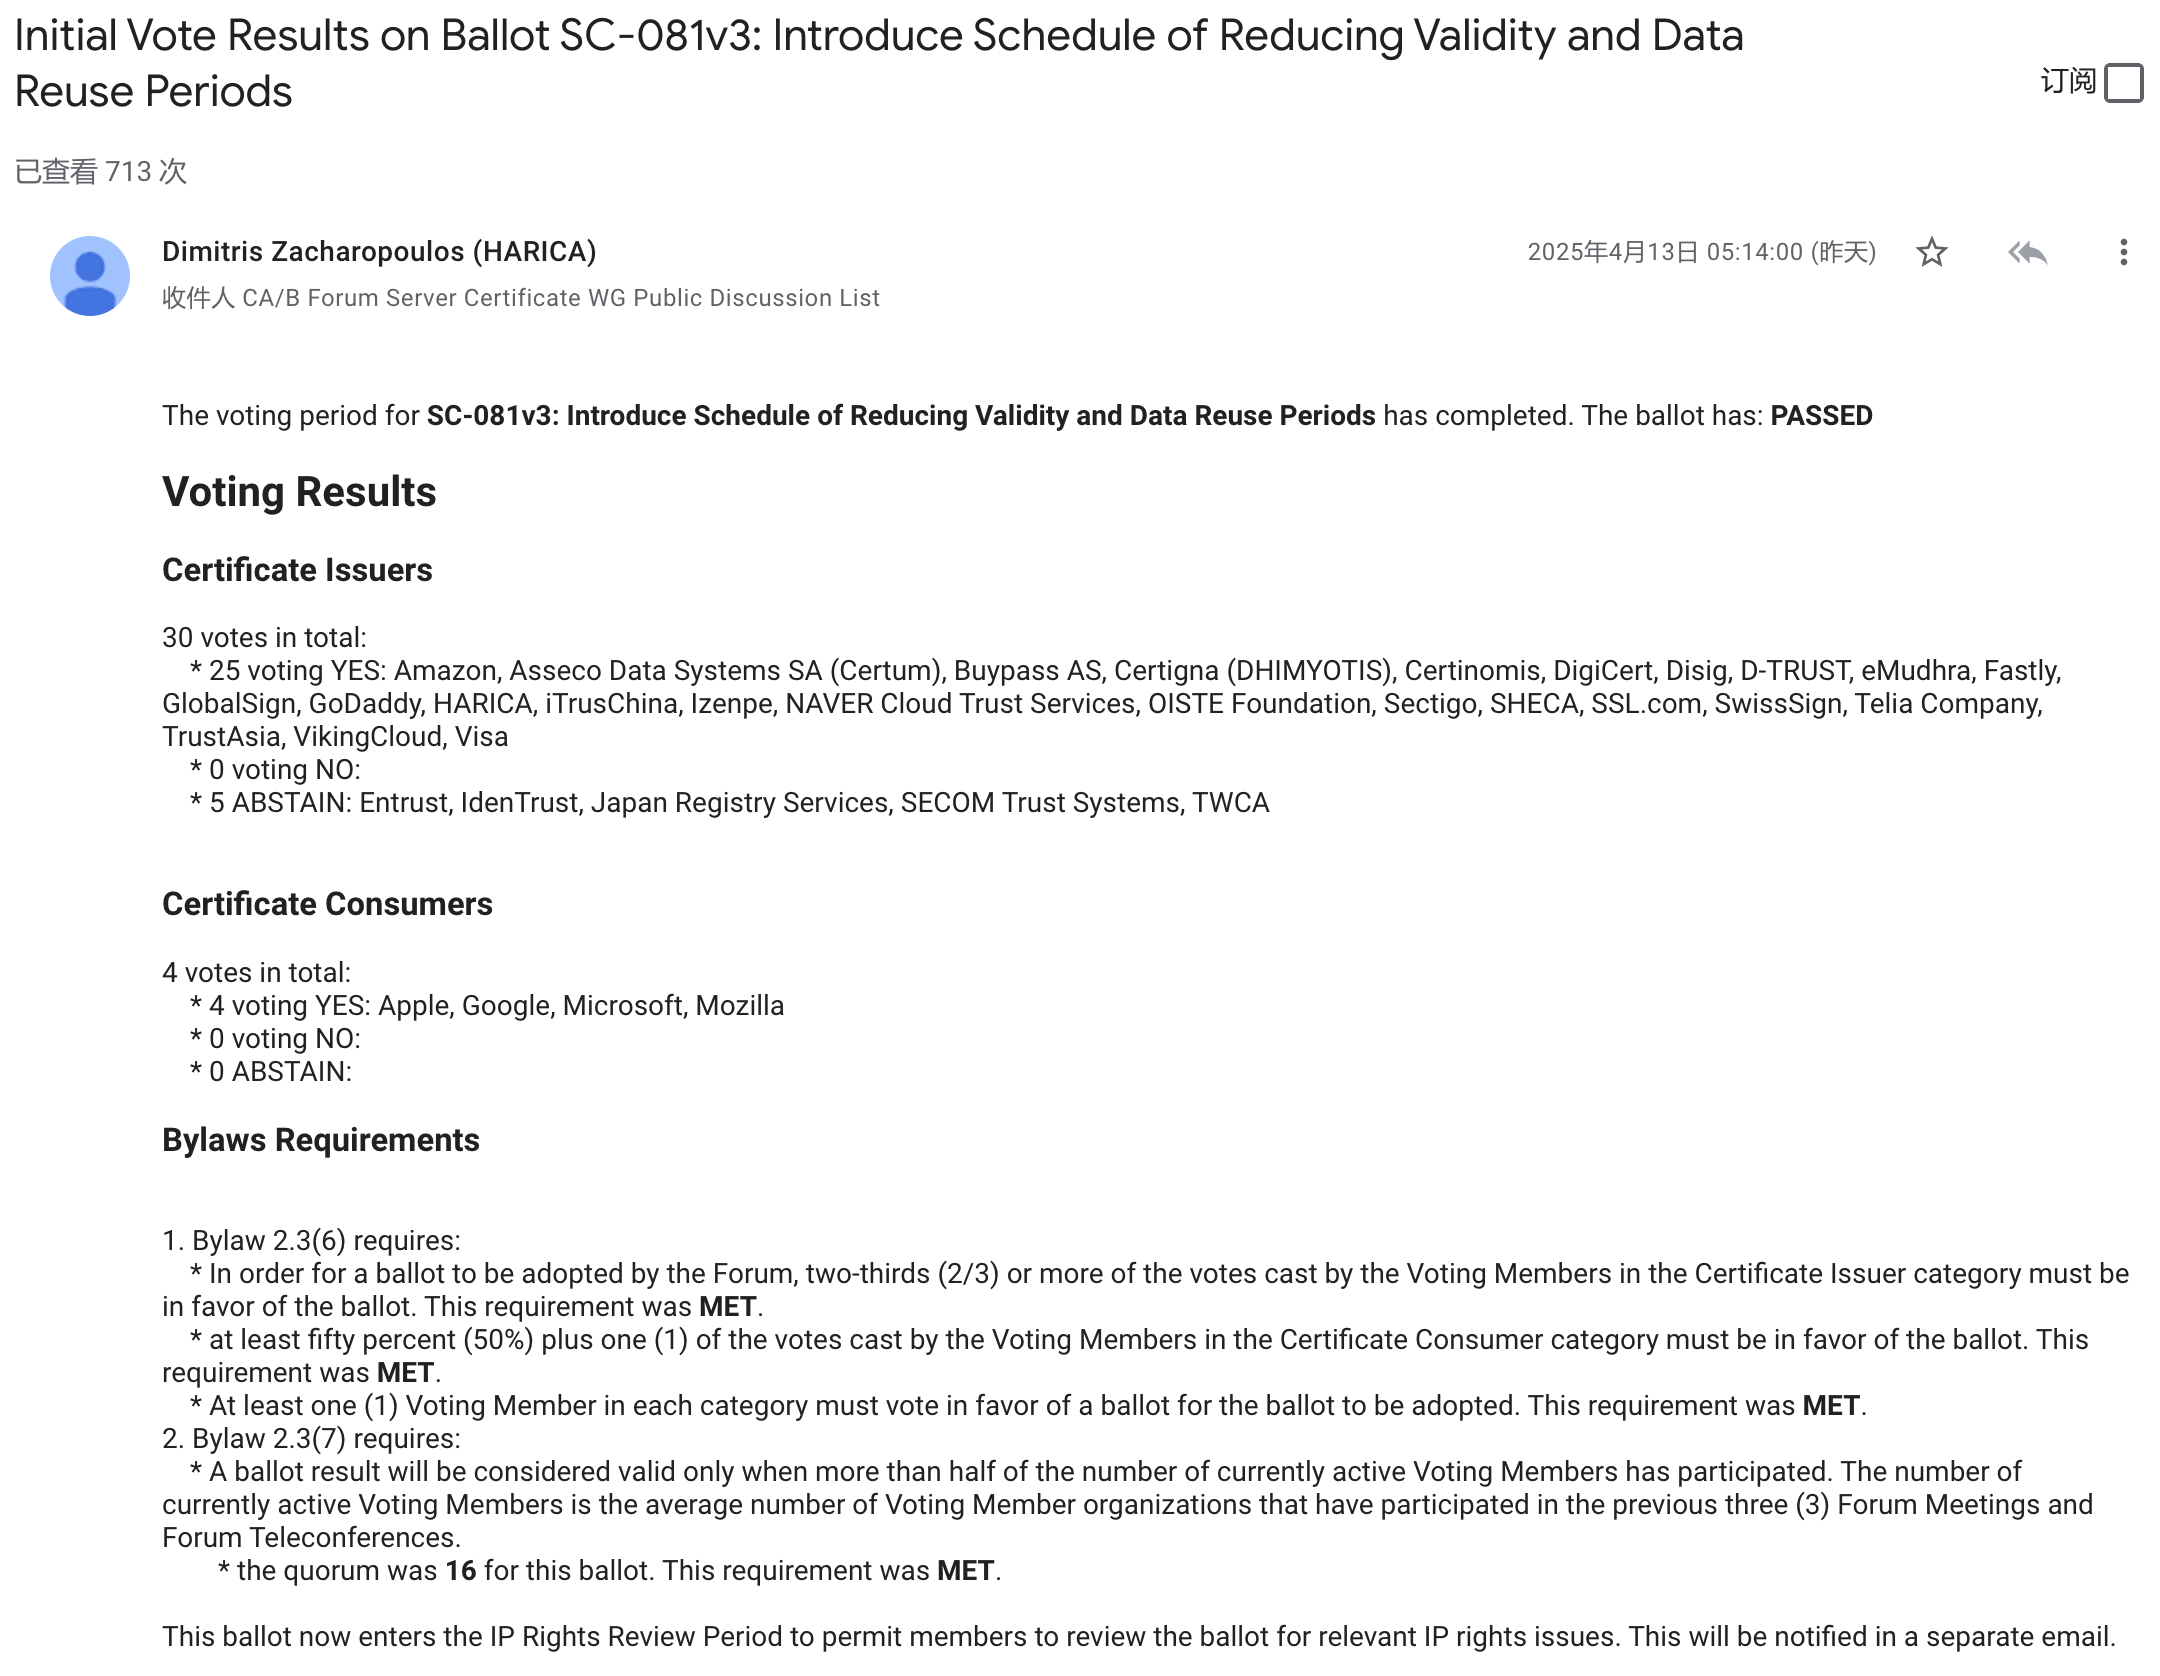 Initial Vote Results on Ballot SC-081v3: Introduce Schedule of Reducing Validity and Data
Reuse Periods
订阅
已查看 713 次
Dimitris Zacharopoulos (HARICA)
2025年4月13日 05:14:00 (昨天)
收件人 CA/B Forum Server Certificate WG Public Discussion List
The voting period for SC-081v3: Introduce Schedule of Reducing Validity and Data Reuse Periods has completed. The ballot has: PASSED
Voting Results
Certificate Issuers
30 votes in total:
* 25 voting YES: Amazon, Asseco Data Systems SA (Certum), Buypass AS, Certigna (DHIMYOTIS), Certinomis, DigiCert, Disig, D-TRUST, eMudhra, Fastly,
GlobalSign, GoDaddy, HARICA, iTrusChina, Izenpe, NAVER Cloud Trust Services, OISTE Foundation, Sectigo, SHECA, SSL.com, SwissSign, Telia Company,
TrustAsia, VikingCloud, Visa
* 0 voting NO:
* 5 ABSTAIN: Entrust, IdenTrust, Japan Registry Services, SECOM Trust Systems, TWCA
Certificate Consumers
4 votes in total:
* 4 voting YES: Apple, Google, Microsoft, Mozilla
* 0 voting NO:
* 0 ABSTAIN:
Bylaws Requirements
1. Bylaw 2.3(6) requires:
* In order for a ballot to be adopted by the Forum, two-thirds (2/3) or more of the votes cast by the Voting Members in the Certificate Issuer category must be
in favor of the ballot. This requirement was MET.
* at least fifty percent (50%) plus one (1) of the votes cast by the Voting Members in the Certificate Consumer category must be in favor of the ballot. This
requirement was MET.
* At least one (1) Voting Member in each category must vote in favor of a ballot for the ballot to be adopted. This requirement was MET.
2. Bylaw 2.3(7) requires:
* A ballot result will be considered valid only when more than half of the number of currently active Voting Members has participated. The number of
currently active Voting Members is the average number of Voting Member organizations that have participated in the previous three (3) Forum Meetings and
Forum Teleconferences.
* the quorum was 16 for this ballot. This requirement was MET.
This ballot now enters the IP Rights Review Period to permit members to review the ballot for relevant IP rights issues. This will be notified in a separate email.